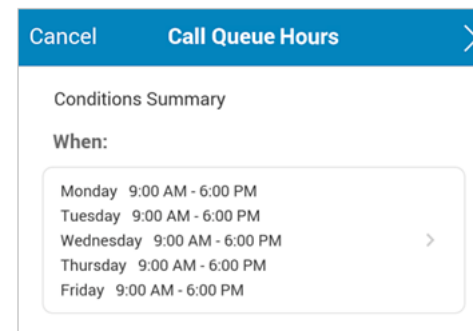 Cancel Call Queue Hours
Conditions Summary
When:
Monday 9:00 AM - 6:00 PM
Tuesday 9:00 AM - 6:00 PM
Wednesday 9:00 AM - 6:00 PM
Thursday 9:00 AM - 6:00 PM
Friday 9:00 AM - 6:00 PM